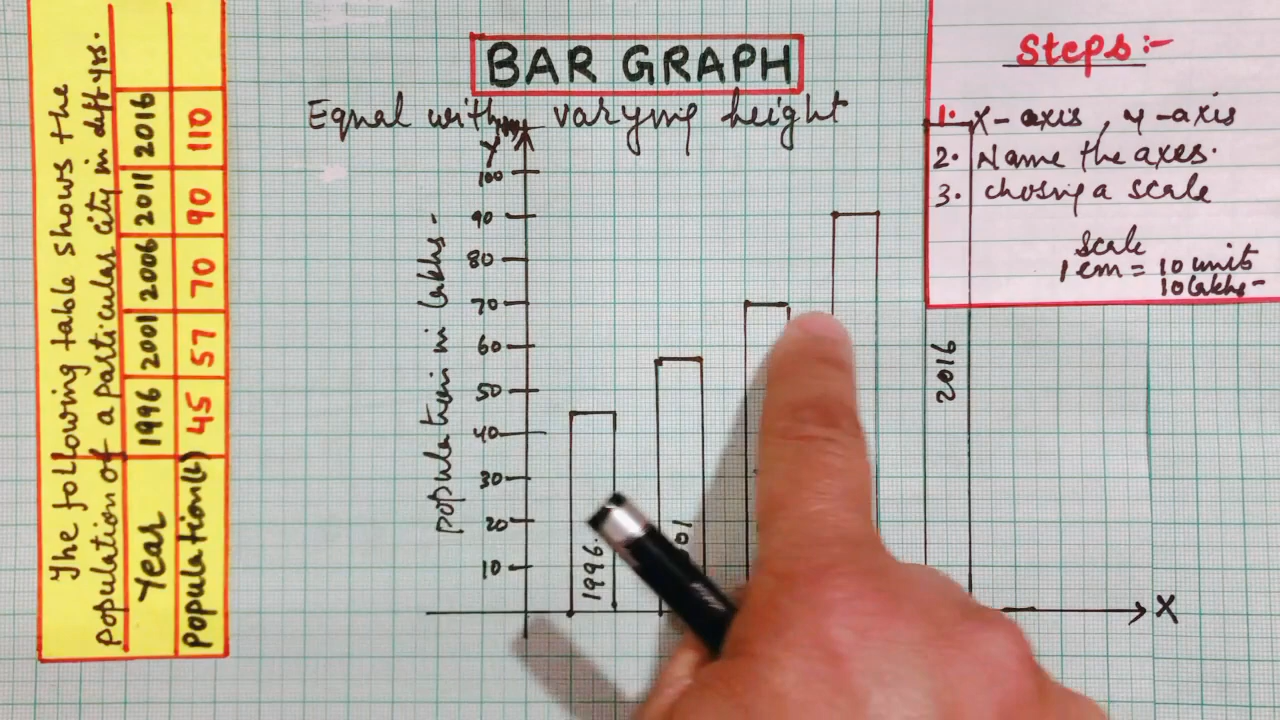 The following table shows the
population of a particular city in diff yrs.
Year 1996 2001 2006 2011 2016
Population(L) 45 57 70 90 110
BAR GRAPH
Equal with varying height
Y
100
90
80
70
60
50
40
30
20
10
population in lakhs-
1996.
01
2016
X
Steps:-
1. X-axis, y-axis
2. Name the axes.
3. chosing a scale
Scale
1 cm = 10 units
10 lakhs-